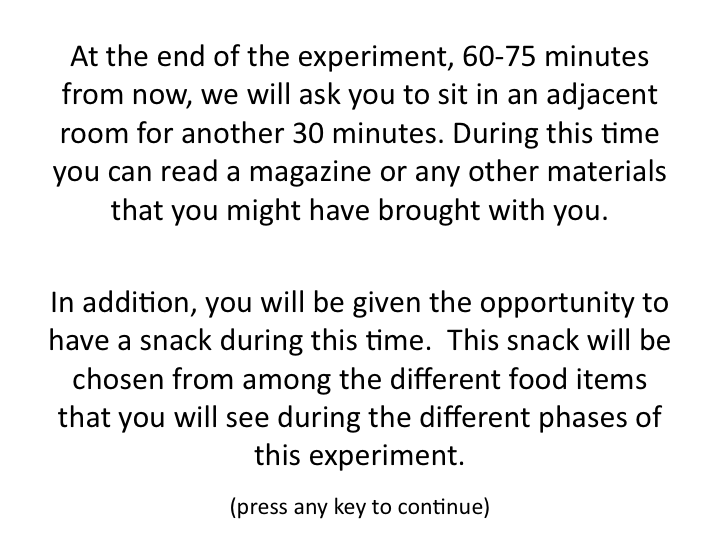 At the end of the experiment, 60-75 minutes
from now, we will ask you to sit in an adjacent
room for another 30 minutes. During this time
you can read a magazine or any other materials
that you might have brought with you.
In addition, you will be given the opportunity to
have a snack during this time.  This snack will be
chosen from among the different food items
that you will see during the different phases of
this experiment.
(press any key to continue)